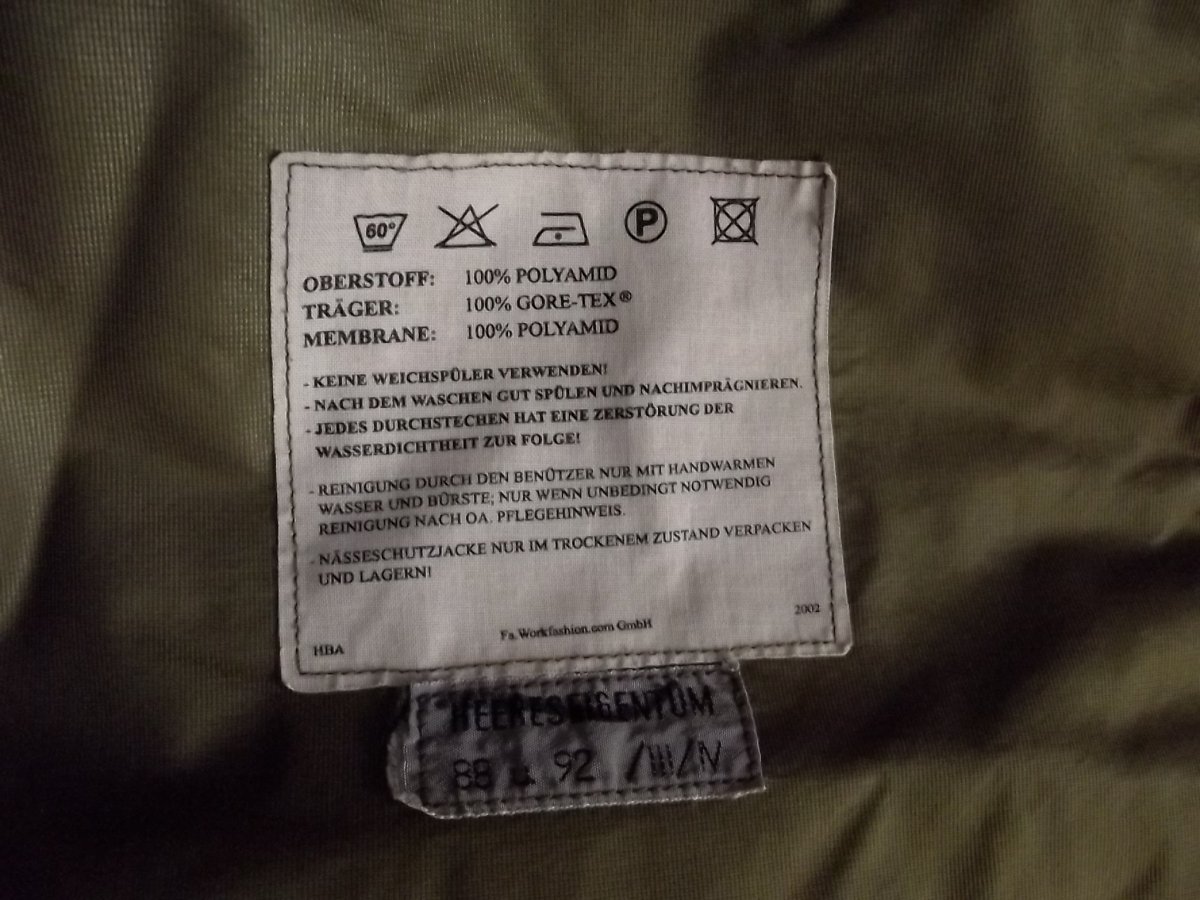 60°
P
OBERSTOFF: 100% POLYAMID
TRÄGER: 100% GORE-TEX®
MEMBRANE: 100% POLYAMID
- KEINE WEICHSPÜLER VERWENDEN!
- NACH DEM WASCHEN GUT SPÜLEN UND NACHIMPRÄGNIEREN.
- JEDES DURCHSTECHEN HAT EINE ZERSTÖRUNG DER
WASSERDICHTHEIT ZUR FOLGE!
- REINIGUNG DURCH DEN BENÜTZER NUR MIT HANDWARMEN
WASSER UND BÜRSTE; NUR WENN UNBEDINGT NOTWENDIG
REINIGUNG NACH OA. PFLEGEHINWEIS.
- NÄSSESCHUTZJACKE NUR IM TROCKENEM ZUSTAND VERPACKEN
UND LAGERN!
HBA Fa. Workfashion.com GmbH 2002
HEERESEIGENTUM
88 92 /III/IV